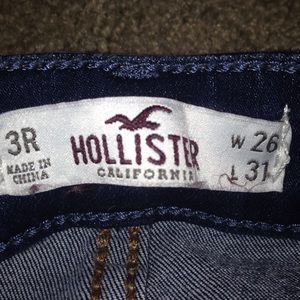 3R
MADE IN
CHINA
HOLLISTER
CALIFORNIA
W 26
L 31